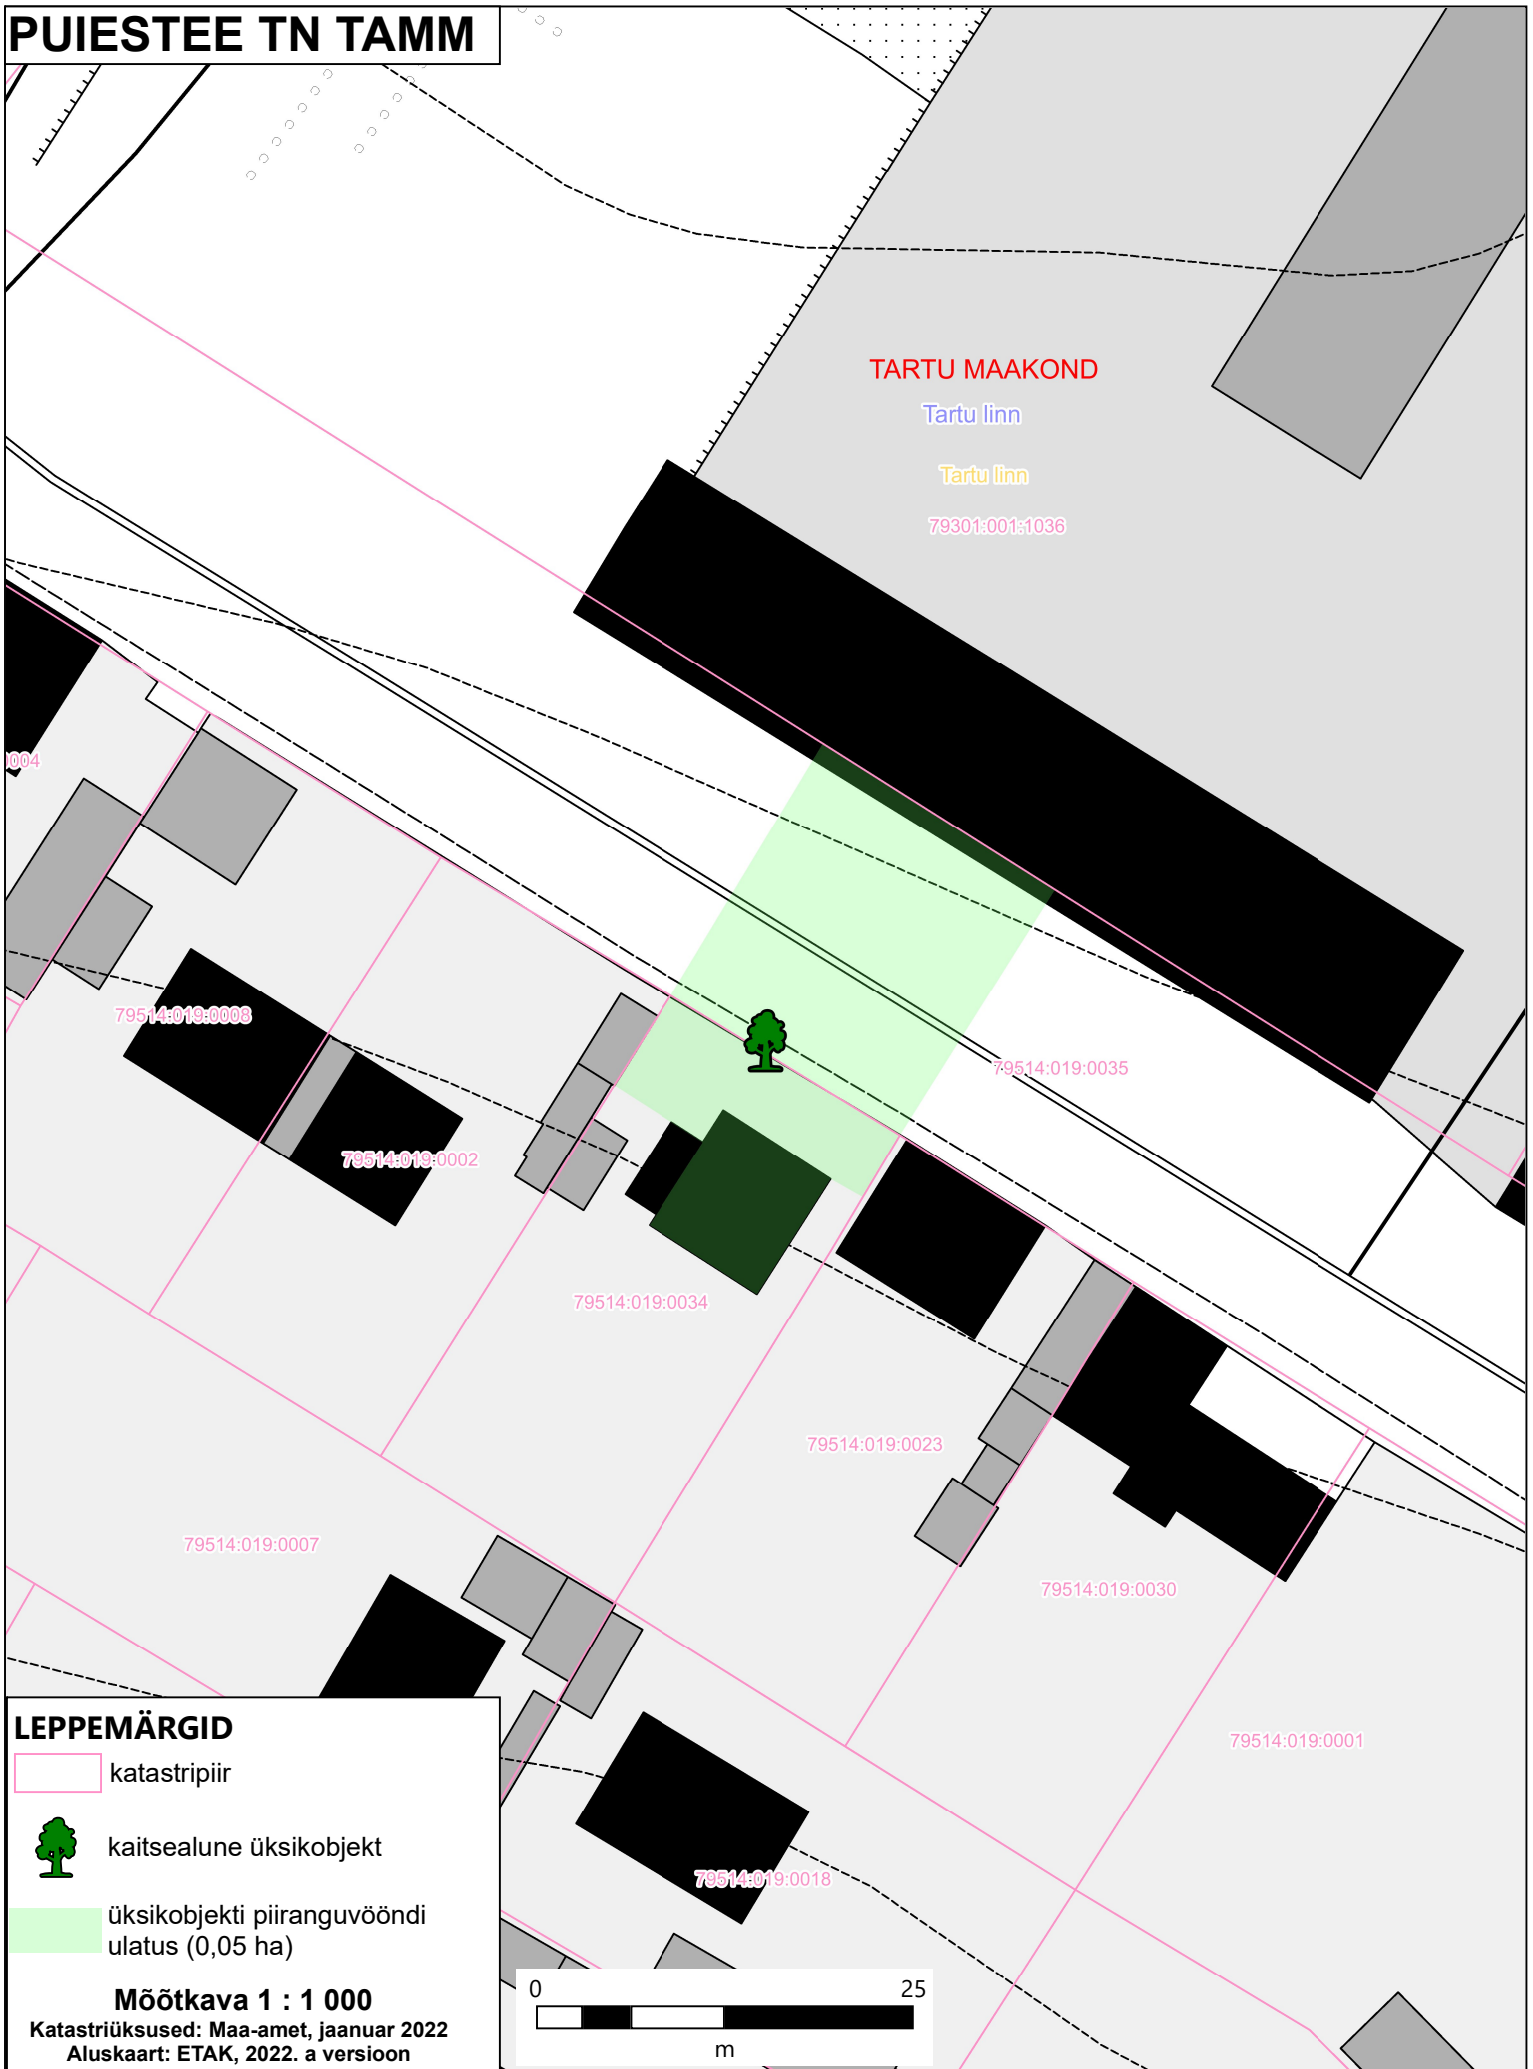 PUIESTEE TN TAMM
TARTU MAAKOND
Tartu linn
Tartu linn
79301:001:1036
0004
79514:019:0008
79514:019:0035
79514:019:0002
79514:019:0034
79514:019:0023
79514:019:0007
79514:019:0030
79514:019:0001
79514:019:0018
LEPPEMÄRGID
katastripiir
kaitsealune üksikobjekt
üksikobjekti piiranguvööndi
ulatus (0,05 ha)
Mõõtkava 1 : 1 000
Katastriüksused: Maa-amet, jaanuar 2022
Aluskaart: ETAK, 2022. a versioon
0 25
m